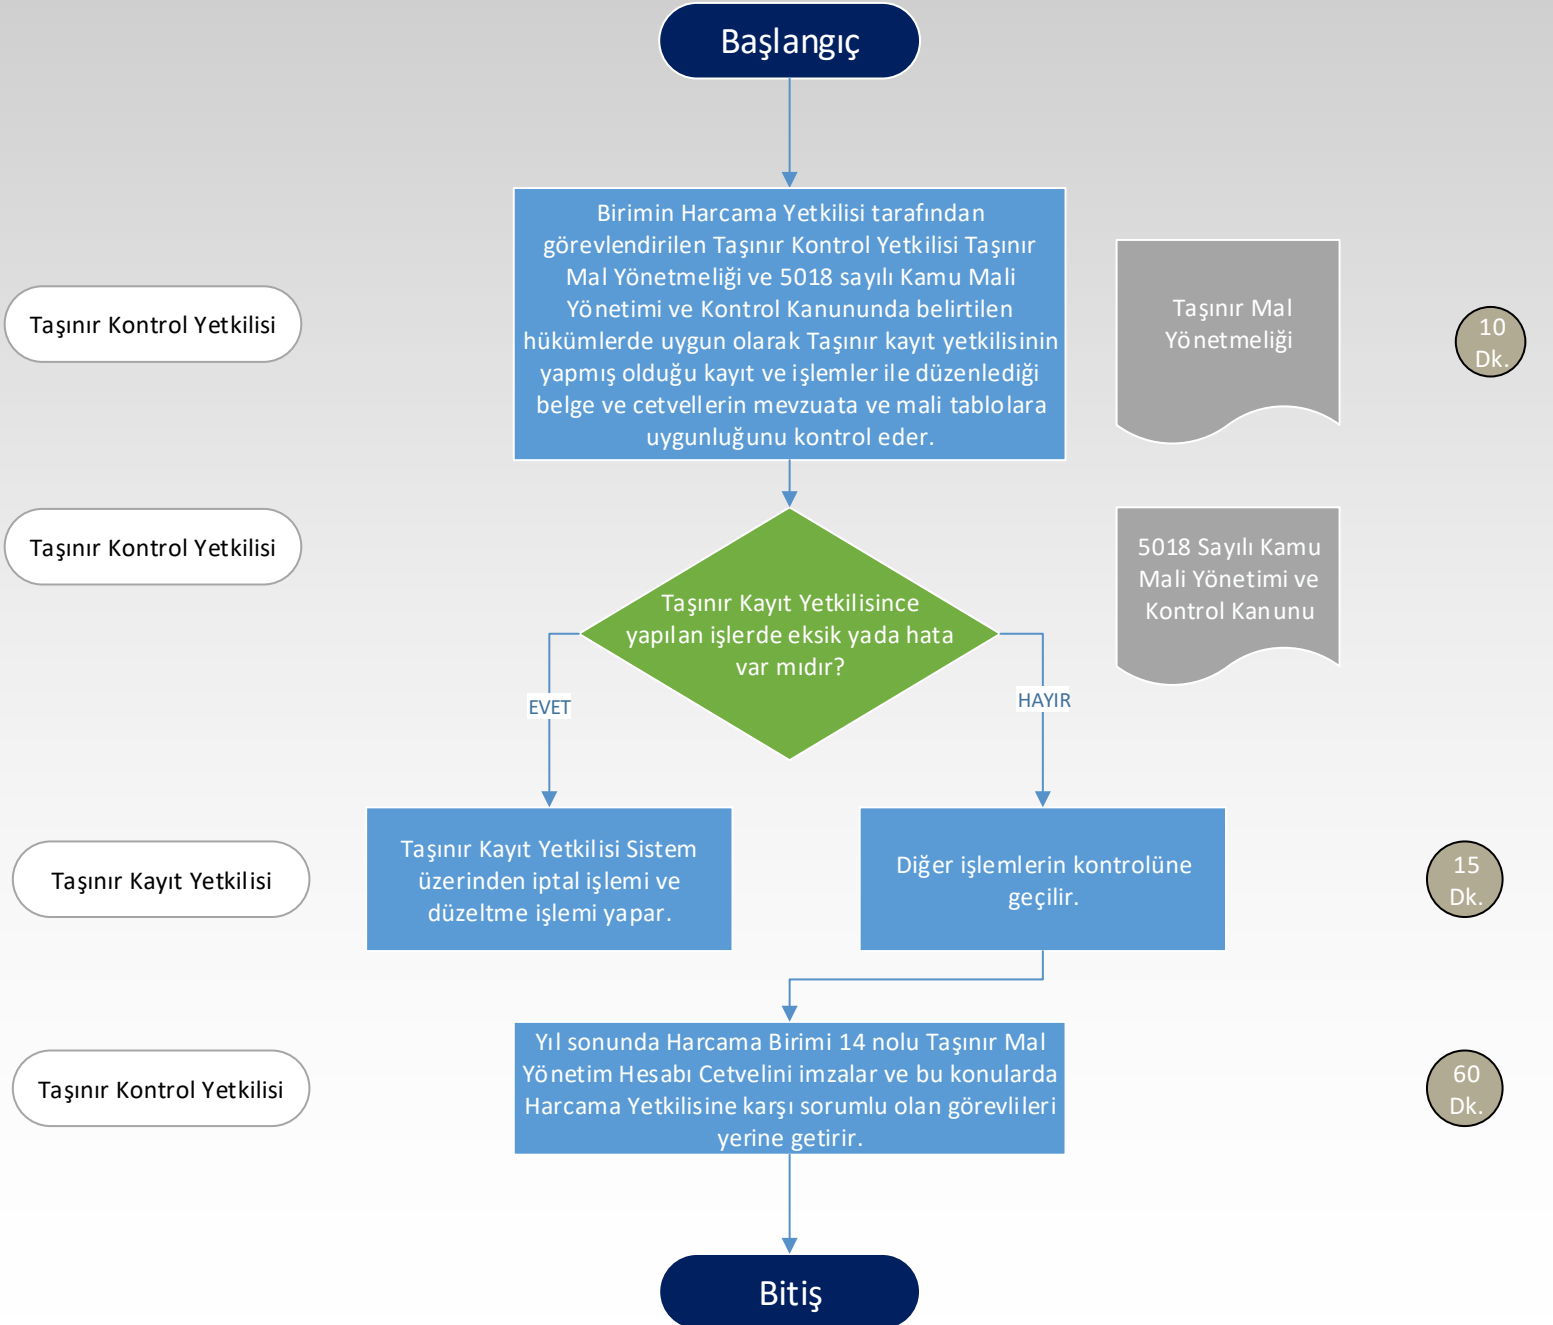 Başlangıç
Birimin Harcama Yetkilisi tarafından
görevlendirilen Taşınır Kontrol Yetkilisi Taşınır
Mal Yönetmeliği ve 5018 sayılı Kamu Mali
Yönetimi ve Kontrol Kanununda belirtilen
hükümlerde uygun olarak Taşınır kayıt yetkilisinin
yapmış olduğu kayıt ve işlemler ile düzenlediği
belge ve cetvellerin mevzuata ve mali tablolara
uygunluğunu kontrol eder.
Taşınır Kontrol Yetkilisi
Taşınır Mal
Yönetmeliği
10
Dk.
Taşınır Kontrol Yetkilisi
Taşınır Kayıt Yetkilisince
yapılan işlerde eksik yada hata
var mıdır?
5018 Sayılı Kamu
Mali Yönetimi ve
Kontrol Kanunu
EVET
HAYIR
Taşınır Kayıt Yetkilisi
Taşınır Kayıt Yetkilisi Sistem
üzerinden iptal işlemi ve
düzeltme işlemi yapar.
Diğer işlemlerin kontrolüne
geçilir.
15
Dk.
Taşınır Kontrol Yetkilisi
Yıl sonunda Harcama Birimi 14 nolu Taşınır Mal
Yönetim Hesabı Cetvelini imzalar ve bu konularda
Harcama Yetkilisine karşı sorumlu olan görevlileri
yerine getirir.
60
Dk.
Bitiş